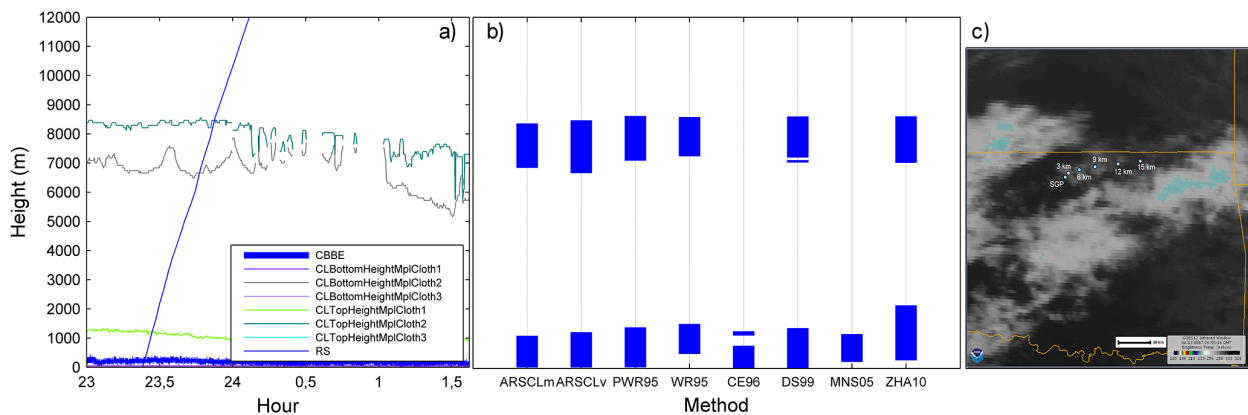 a)
b)
c)
12000
11000
10000
9000
8000
7000
6000
5000
4000
3000
2000
1000
0
Height (m)
CBBE
CLBottomHeightMplCloth1
CLBottomHeightMplCloth2
CLBottomHeightMplCloth3
CLTopHeightMplCloth1
CLTopHeightMplCloth2
CLTopHeightMplCloth3
RS
23 23,5 24 0,5 1 1,5
Hour
ARSCLm ARSCLv PWR95 WR95 CE96 DS99 MNS05 ZHA10
Method
3 km
9 km
15 km
SGP
6 km
12 km